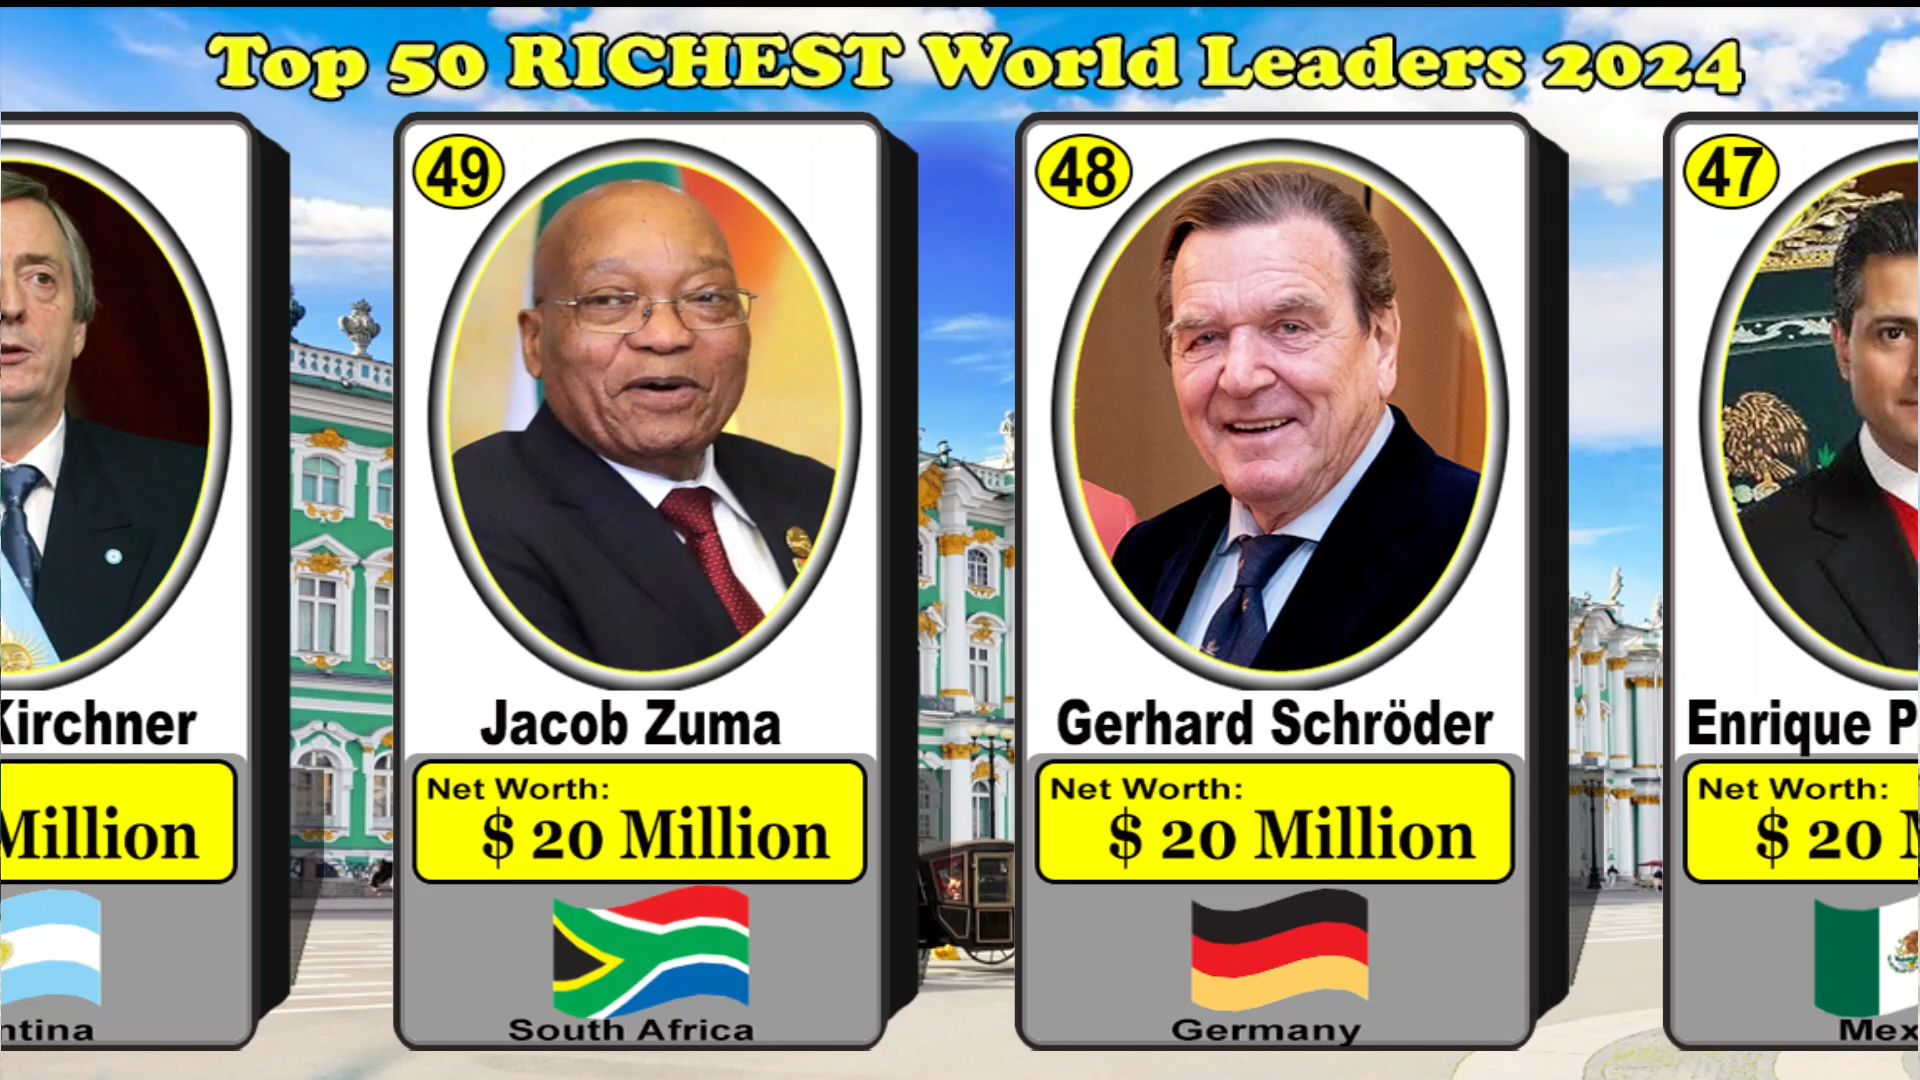 Top 50 RICHEST World Leaders 2024
Kirchner
Million
ntina
49
Jacob Zuma
Net Worth:
$ 20 Million
South Africa
48
Gerhard Schröder
Net Worth:
$ 20 Million
Germany
47
Enrique P
Net Worth:
$ 20 M
Mex